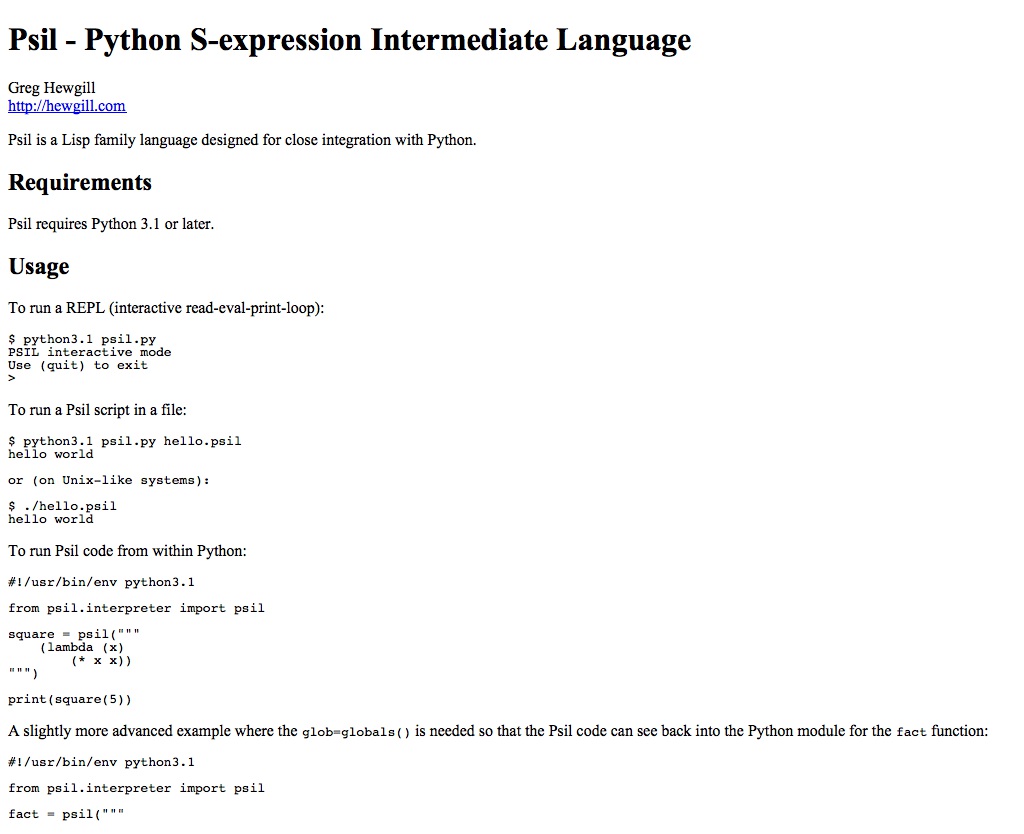 Psil - Python S-expression Intermediate Language
Greg Hewgill
http://hewgill.com
Psil is a Lisp family language designed for close integration with Python.
Requirements
Psil requires Python 3.1 or later.
Usage
To run a REPL (interactive read-eval-print-loop):
$ python3.1 psil.py
PSIL interactive mode
Use (quit) to exit
>
To run a Psil script in a file:
$ python3.1 psil.py hello.psil
hello world
or (on Unix-like systems):
$ ./hello.psil
hello world
To run Psil code from within Python:
#!/usr/bin/env python3.1
from psil.interpreter import psil
square = psil("""
    (lambda (x)
        (* x x))
""")
print(square(5))
A slightly more advanced example where the glob=globals() is needed so that the Psil code can see back into the Python module for the fact function:
#!/usr/bin/env python3.1
from psil.interpreter import psil
fact = psil("""